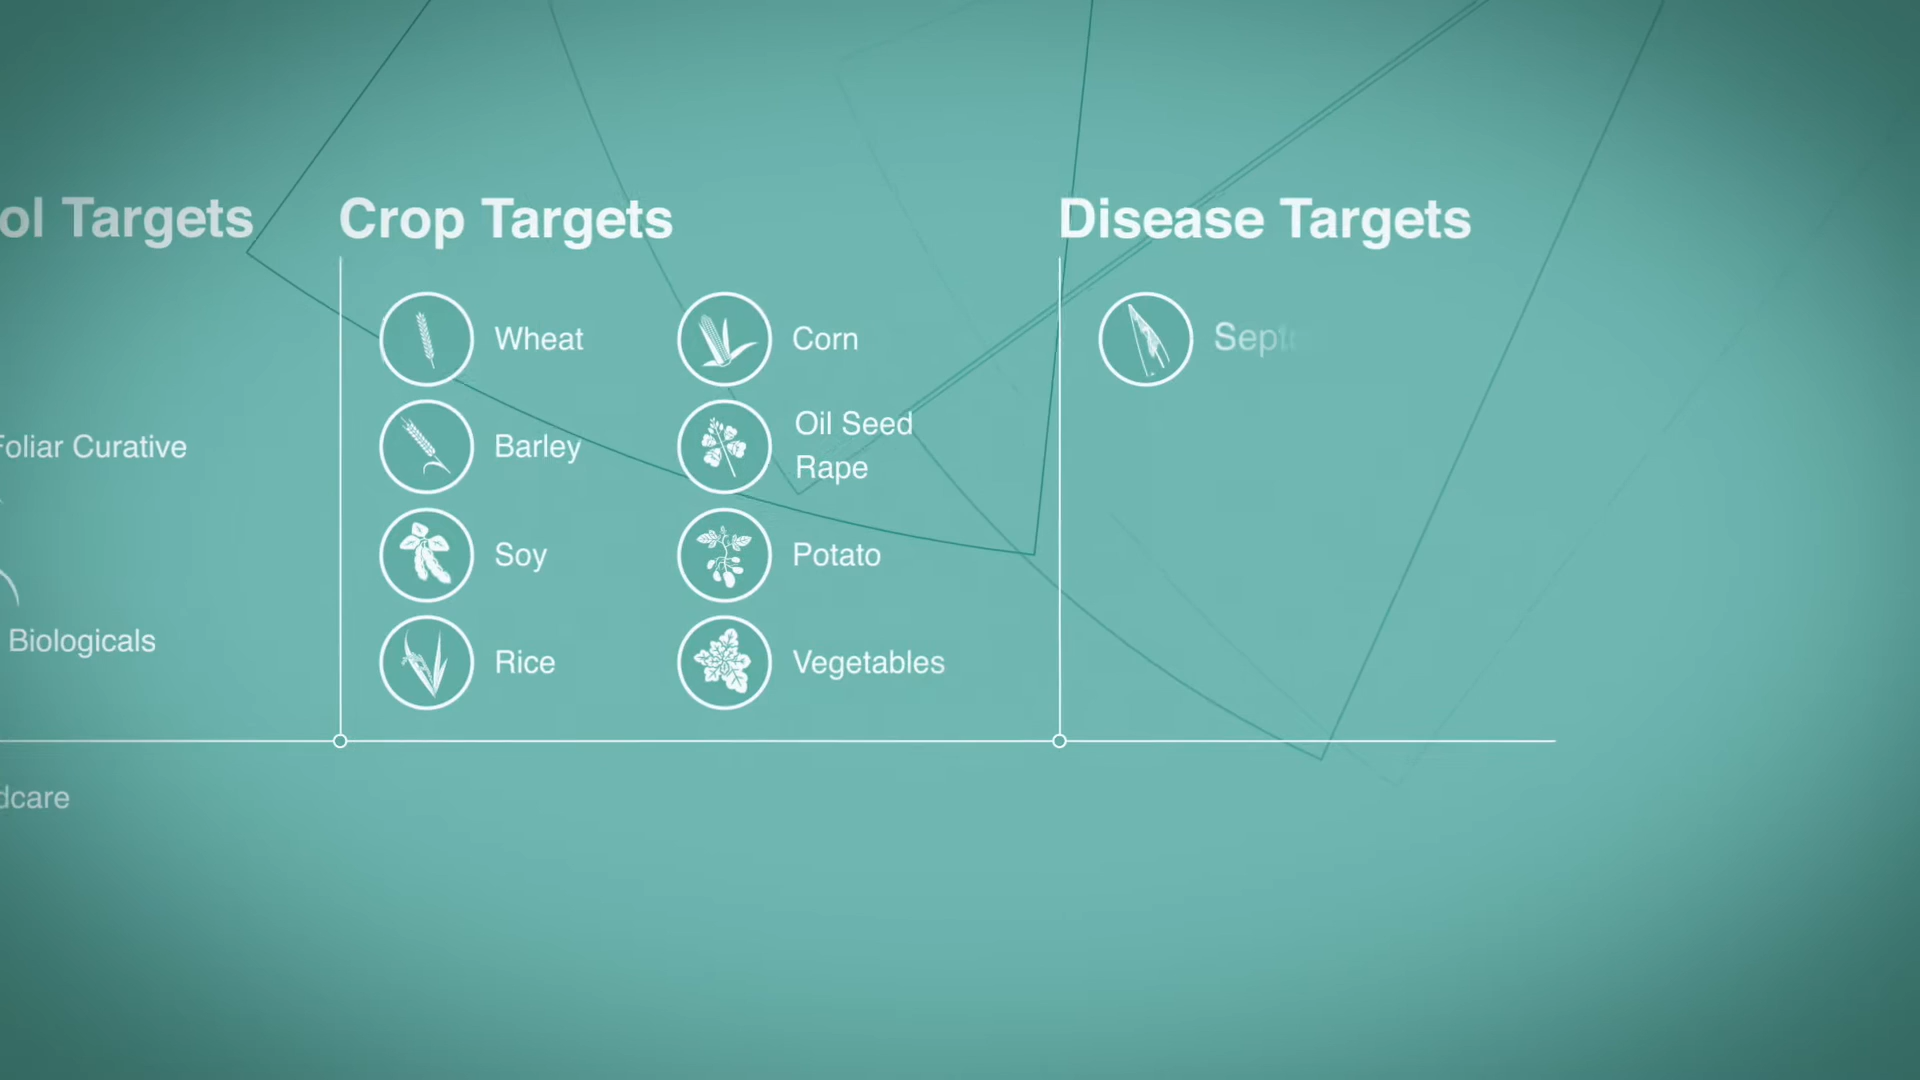 ol Targets
Foliar Curative
Biologicals
dcare
Crop Targets
Wheat
Barley
Soy
Rice
Corn
Oil Seed
Rape
Potato
Vegetables
Disease Targets
Sept